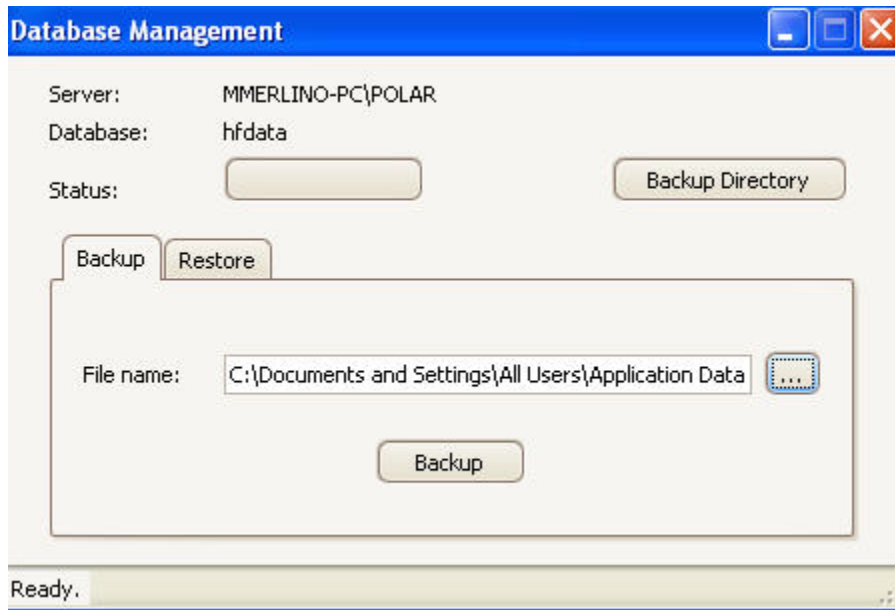 Database Management
Server: MMERLINO-PC\POLAR
Database: hfdata
Status:
Backup Directory
Backup Restore
File name: C:\Documents and Settings\All Users\Application Data ...
Backup
Ready.